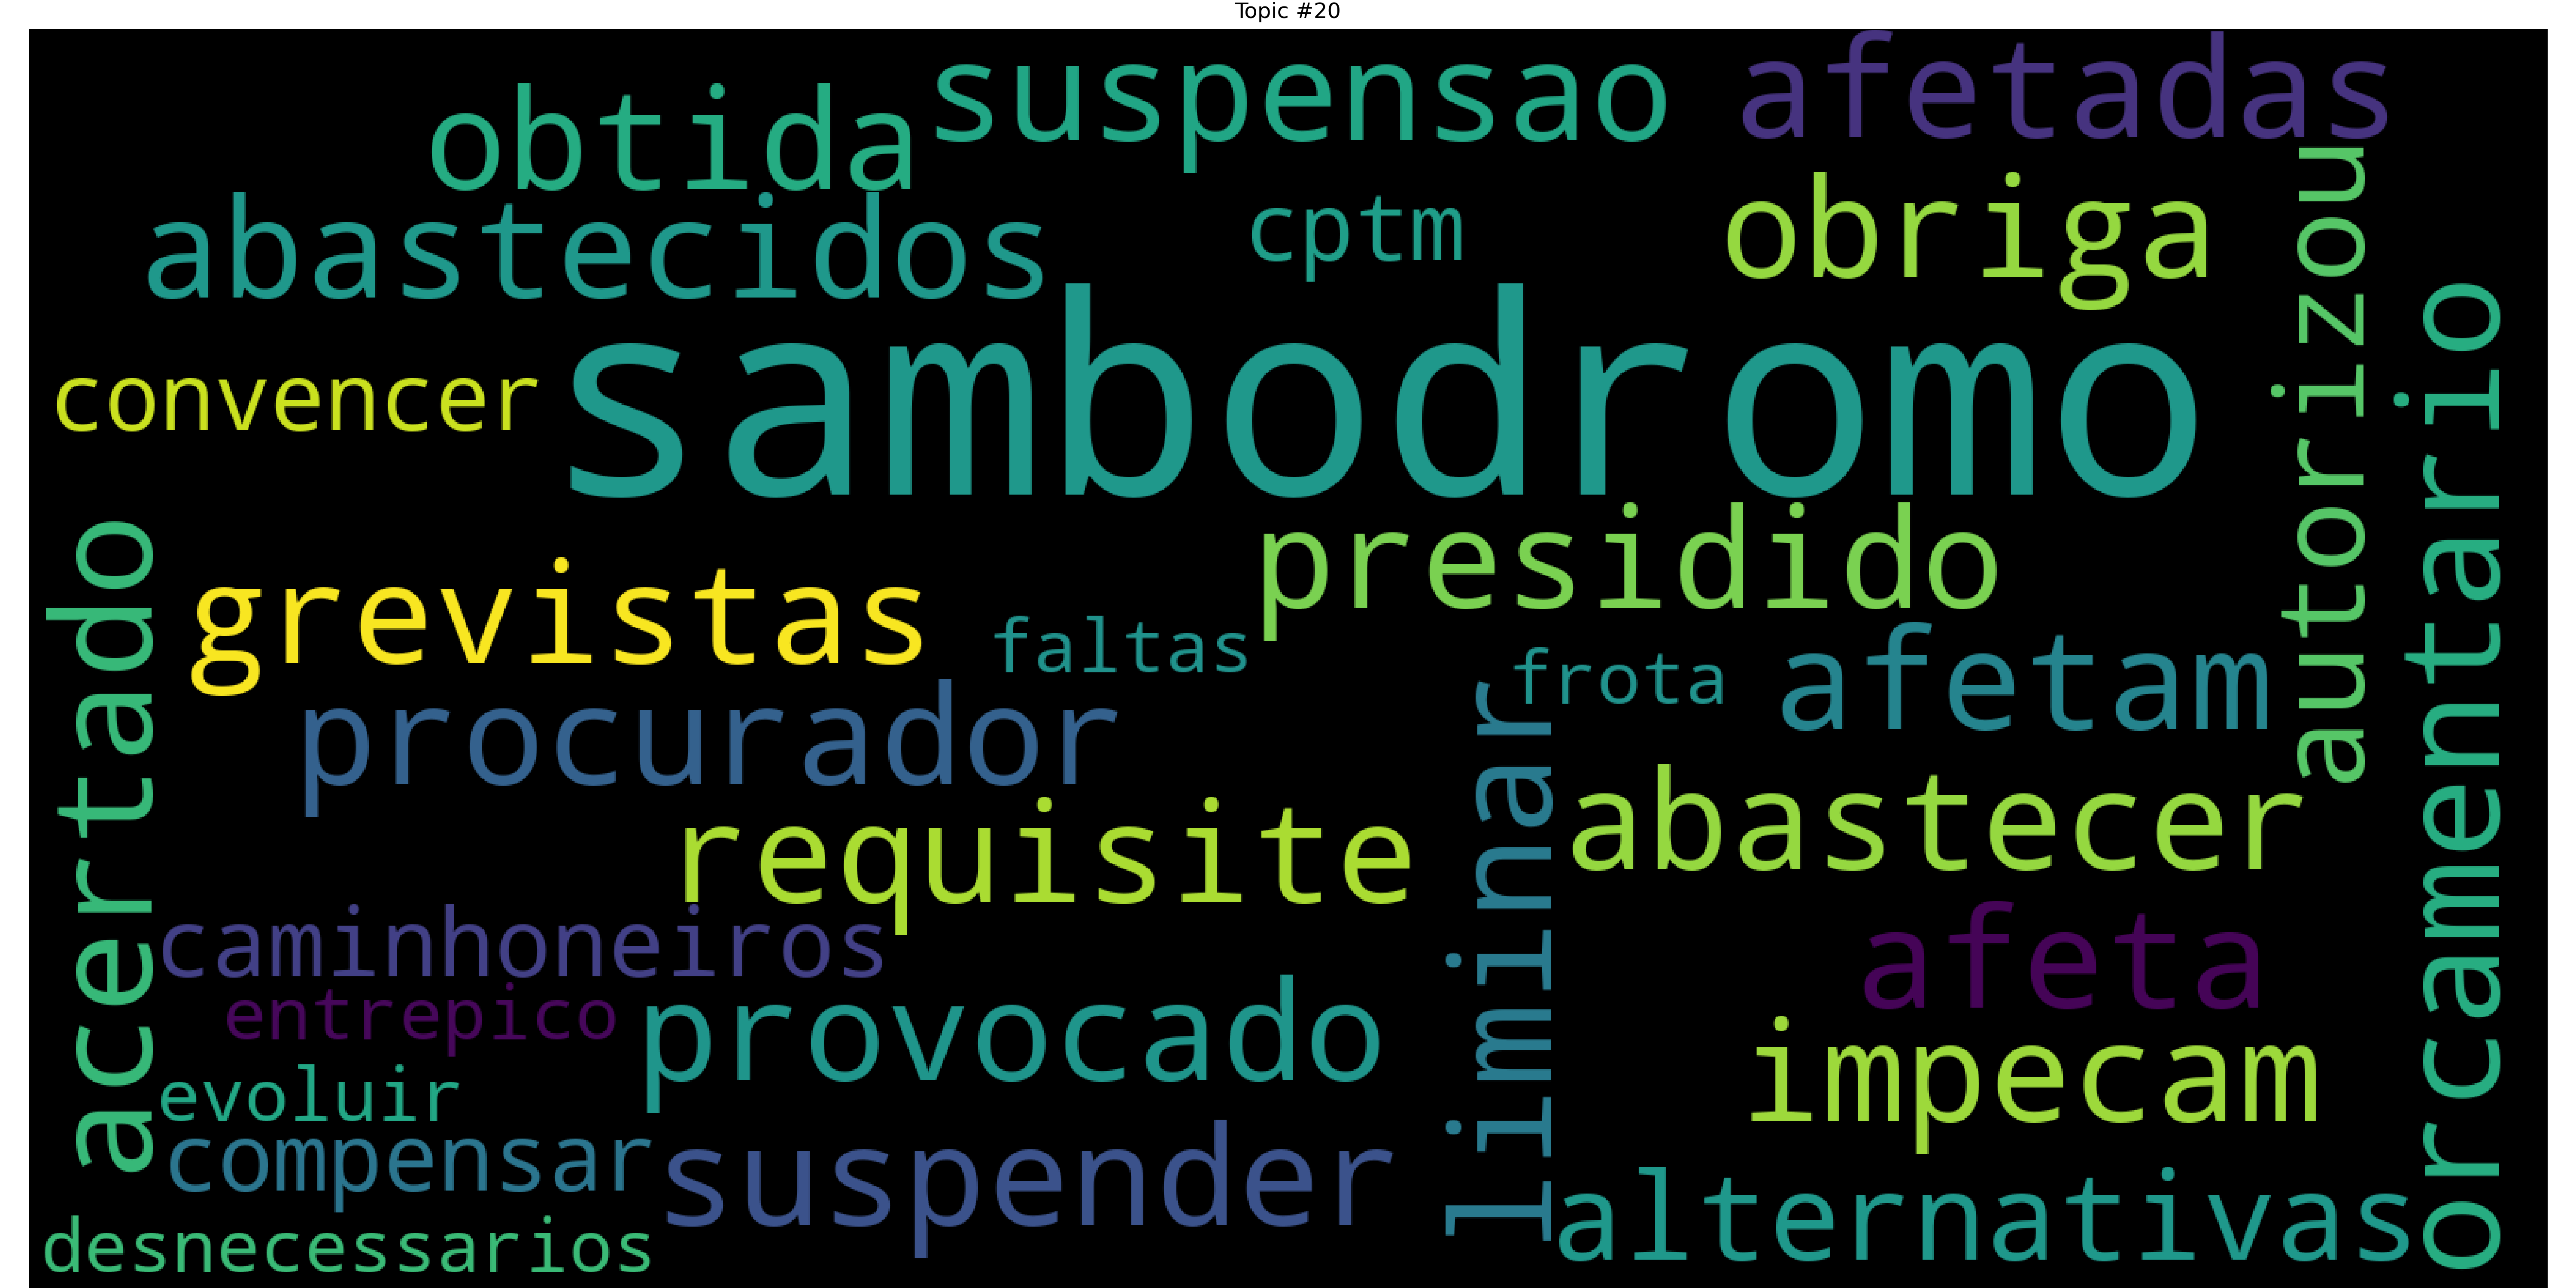 Topic #20
suspensao
afetadas
obtida
cptm
obriga
abastecidos
autorizou
sambodromo
convencer
orcamentario
presidido
grevistas
faltas
frota
afetam
acertado
procurador
requisite
abastecer
liminar
caminhoneiros
afeta
entrepico
provocado
impecam
evoluir
compensar
suspender
alternativas
desnecessarios